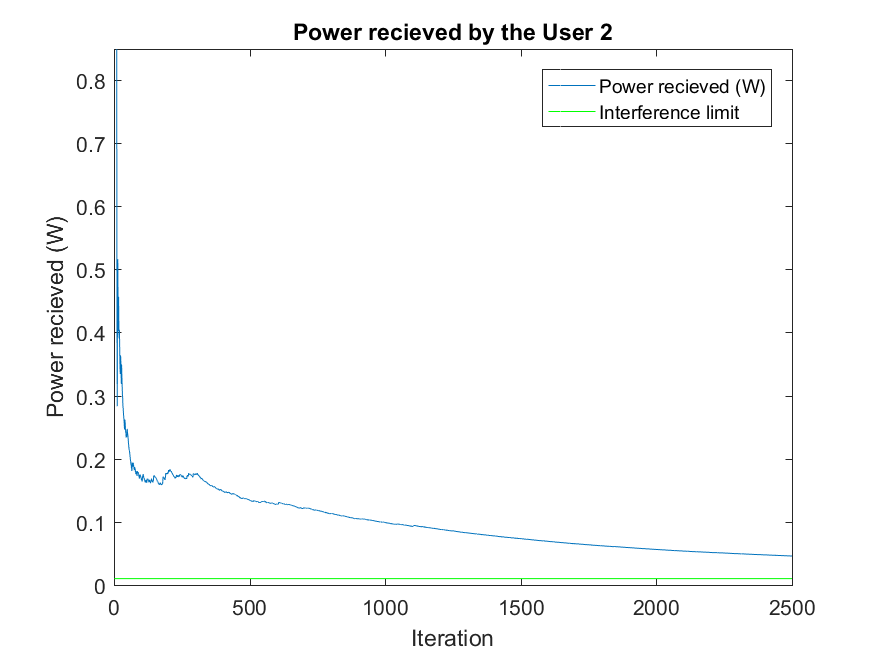 Power recieved by the User 2
Power recieved (W)
Interference limit
0.8
0.7
0.6
0.5
0.4
0.3
0.2
0.1
0
Power recieved (W)
0 500 1000 1500 2000 2500
Iteration